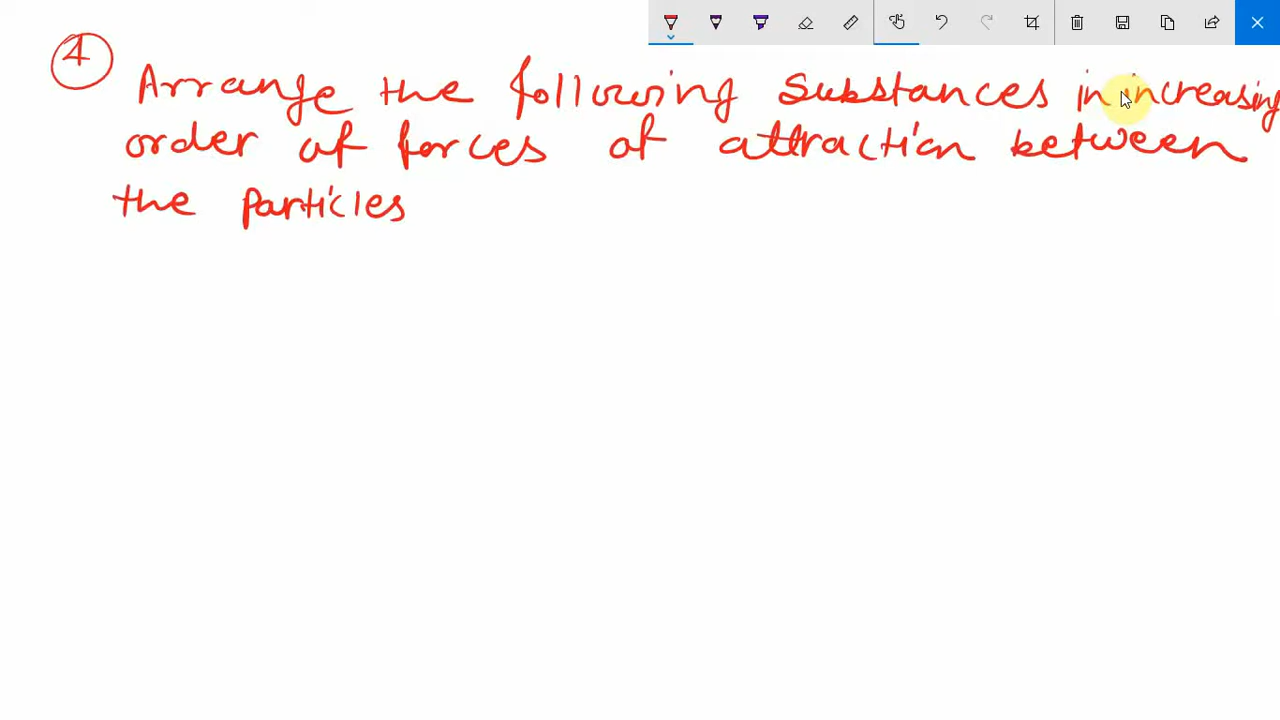 4
Arrange the following substances in increasing
order of forces of attraction between
the particles